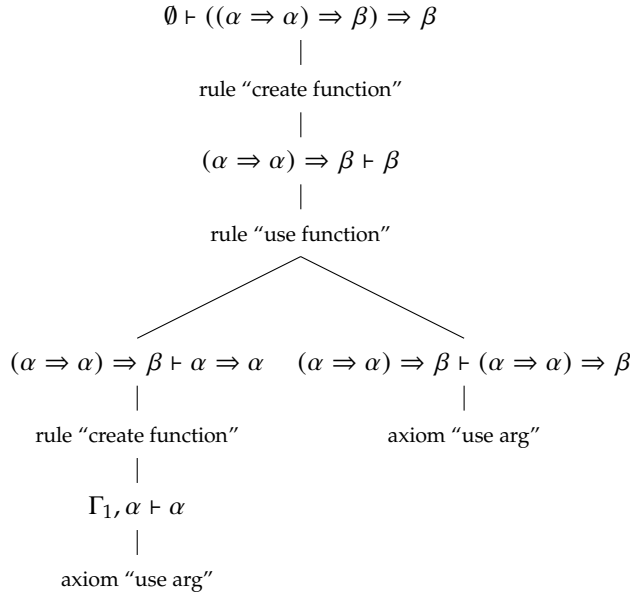 ∅ ⊢ ((α ⇒ α) ⇒ β) ⇒ β
rule “create function”
(α ⇒ α) ⇒ β ⊢ β
rule “use function”
(α ⇒ α) ⇒ β ⊢ α ⇒ α (α ⇒ α) ⇒ β ⊢ (α ⇒ α) ⇒ β
rule “create function” axiom “use arg”
Γ₁, α ⊢ α
axiom “use arg”